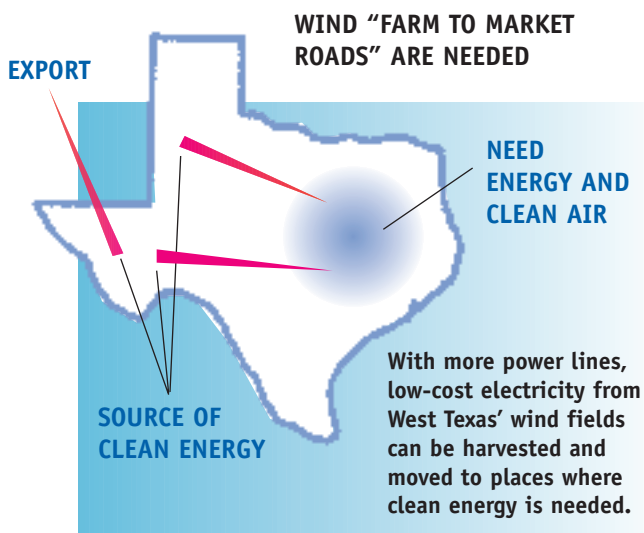 WIND “FARM TO MARKET
ROADS” ARE NEEDED
EXPORT
NEED
ENERGY AND
CLEAN AIR
SOURCE OF
CLEAN ENERGY
With more power lines,
low-cost electricity from
West Texas’ wind fields
can be harvested and
moved to places where
clean energy is needed.